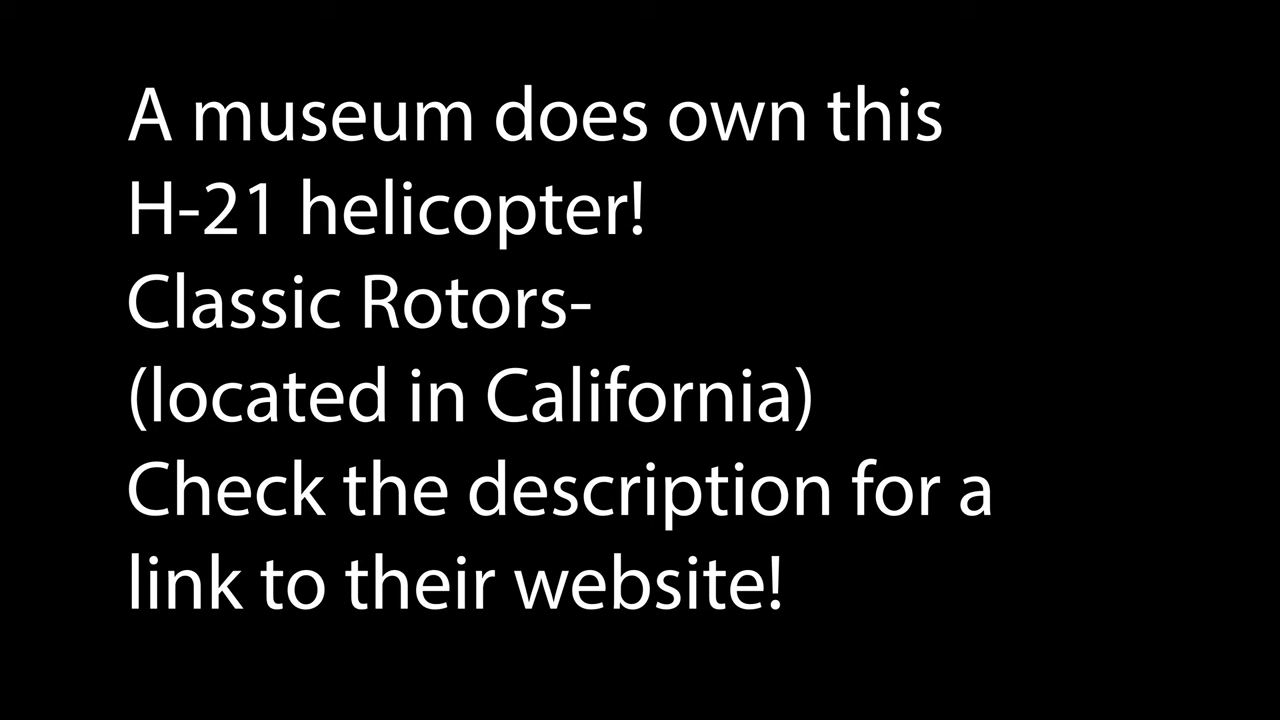 A museum does own this
H-21 helicopter!
Classic Rotors-
(located in California)
Check the description for a
link to their website!